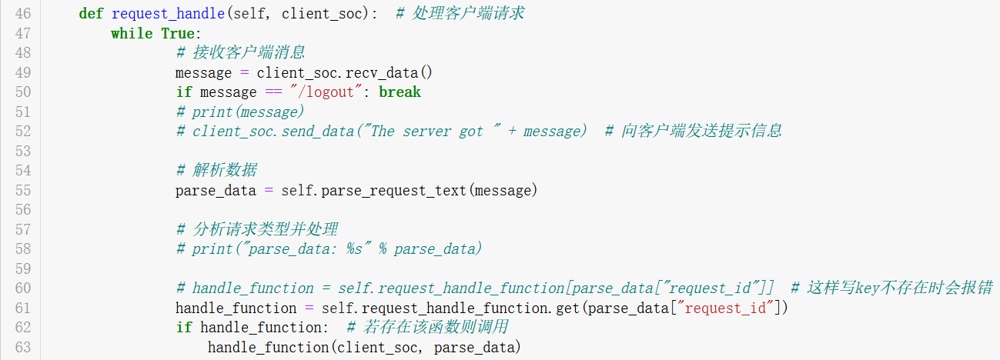 46 def request_handle(self, client_soc):  # 处理客户端请求
47     while True:
48             # 接收客户端消息
49             message = client_soc.recv_data()
50             if message == "/logout": break
51             # print(message)
52             # client_soc.send_data("The server got " + message)  # 向客户端发送提示信息
53
54             # 解析数据
55             parse_data = self.parse_request_text(message)
56
57             # 分析请求类型并处理
58             # print("parse_data: %s" % parse_data)
59
60             # handle_function = self.request_handle_function[parse_data["request_id"]]  # 这样写key不存在时会报错
61             handle_function = self.request_handle_function.get(parse_data["request_id"])
62             if handle_function:  # 若存在该函数则调用
63                 handle_function(client_soc, parse_data)